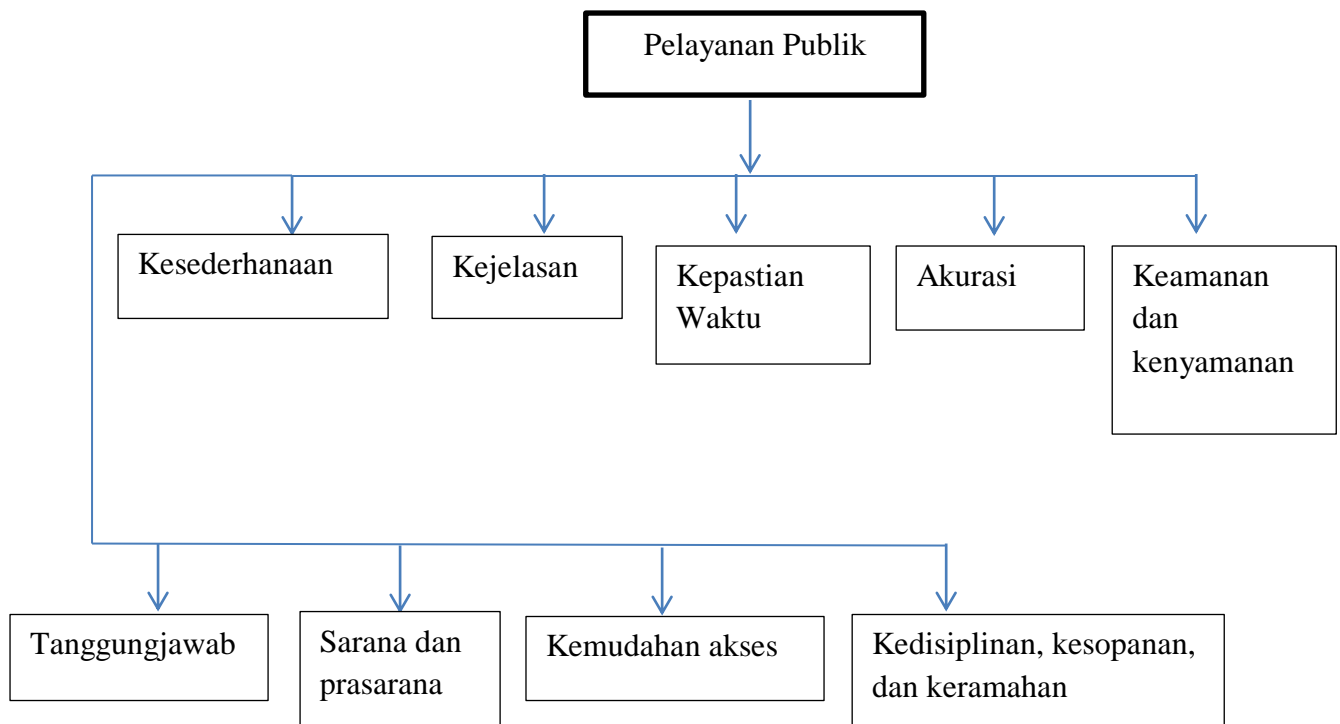 Pelayanan Publik
Kesederhanaan
Kejelasan
Kepastian
Waktu
Akurasi
Keamanan
dan
kenyamanan
Tanggungjawab
Sarana dan
prasarana
Kemudahan akses
Kedisiplinan, kesopanan,
dan keramahan